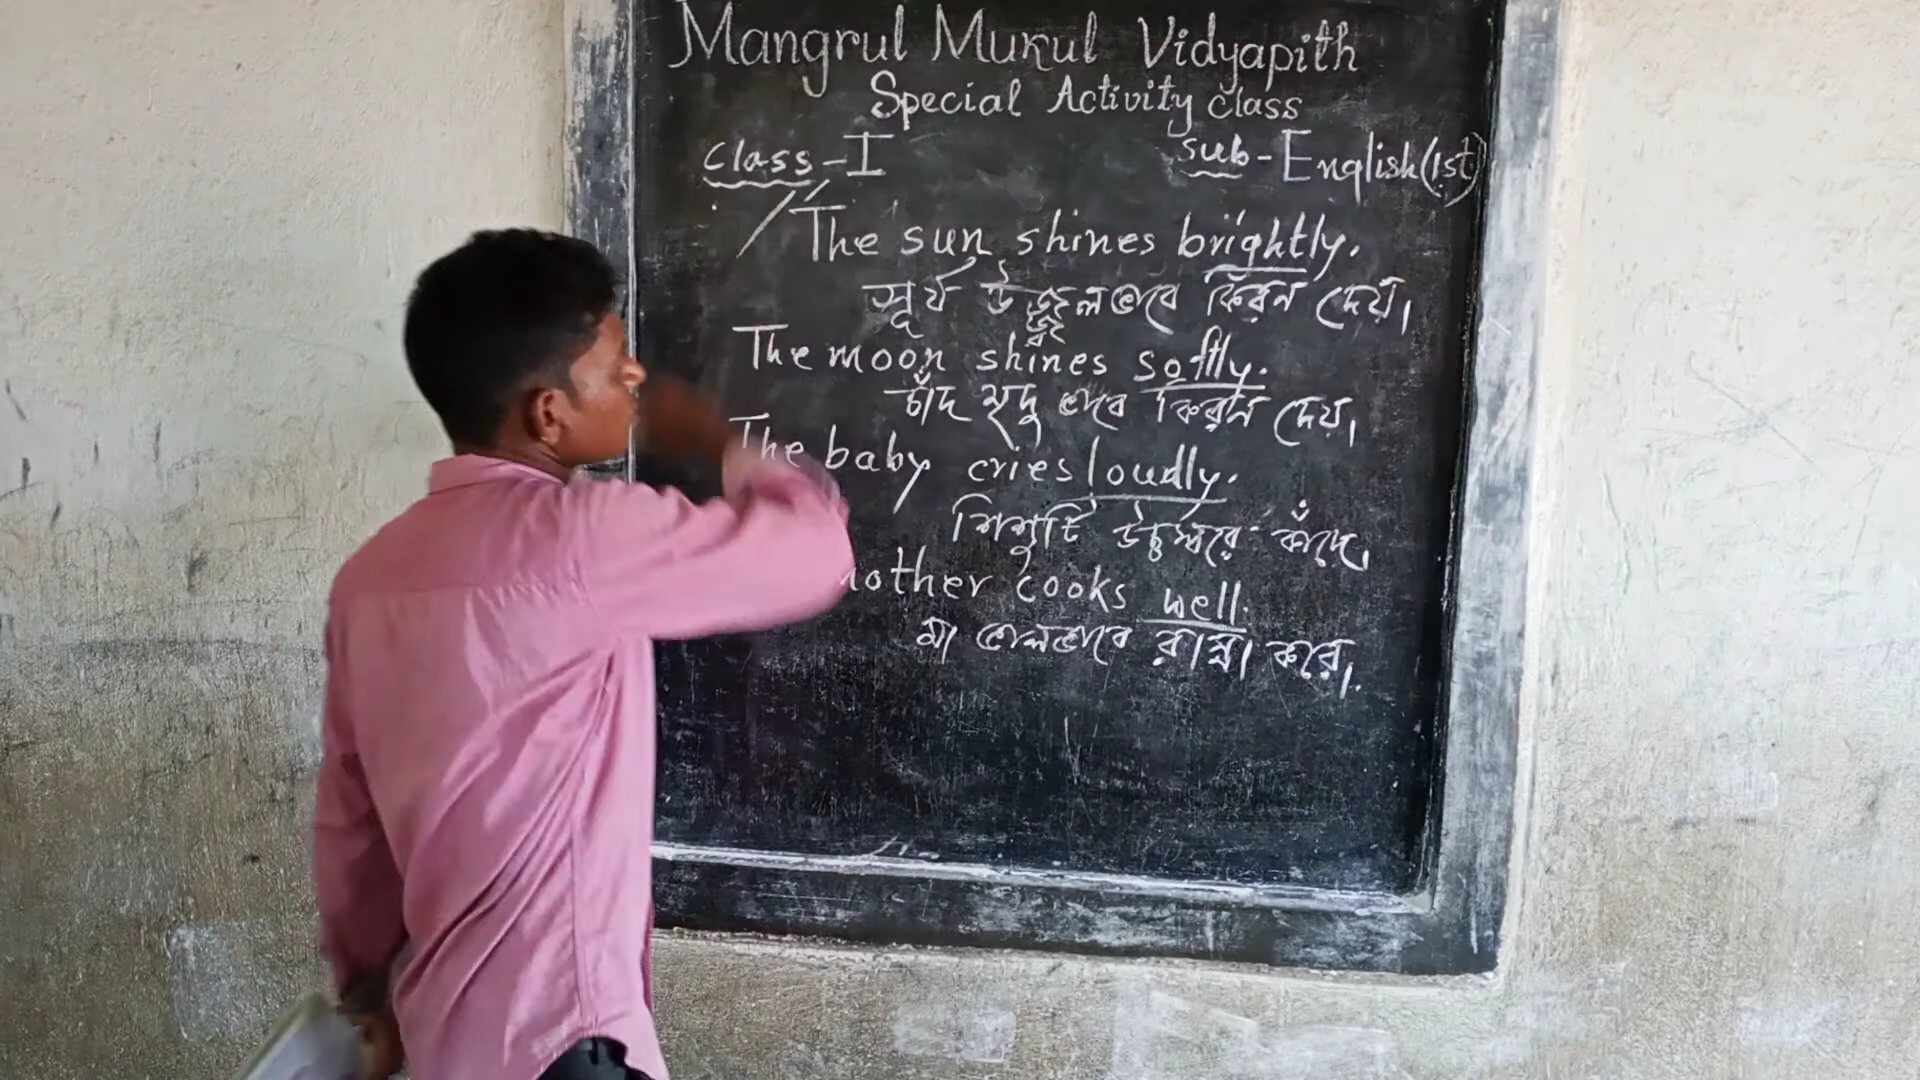 Mangrul Mukul Vidyapith
Special Activity class
class-I sub-English(1st)
The sun shines brightly.
সূর্য উজ্জ্বলভাবে কিরন দেয়।
The moon shines softly.
চাঁদ মৃদু ভাবে কিরন দেয়।
The baby cries loudly.
শিশুটি উচ্চস্বরে কাঁদে।
mother cooks well.
মা ভালভাবে রান্না করে।